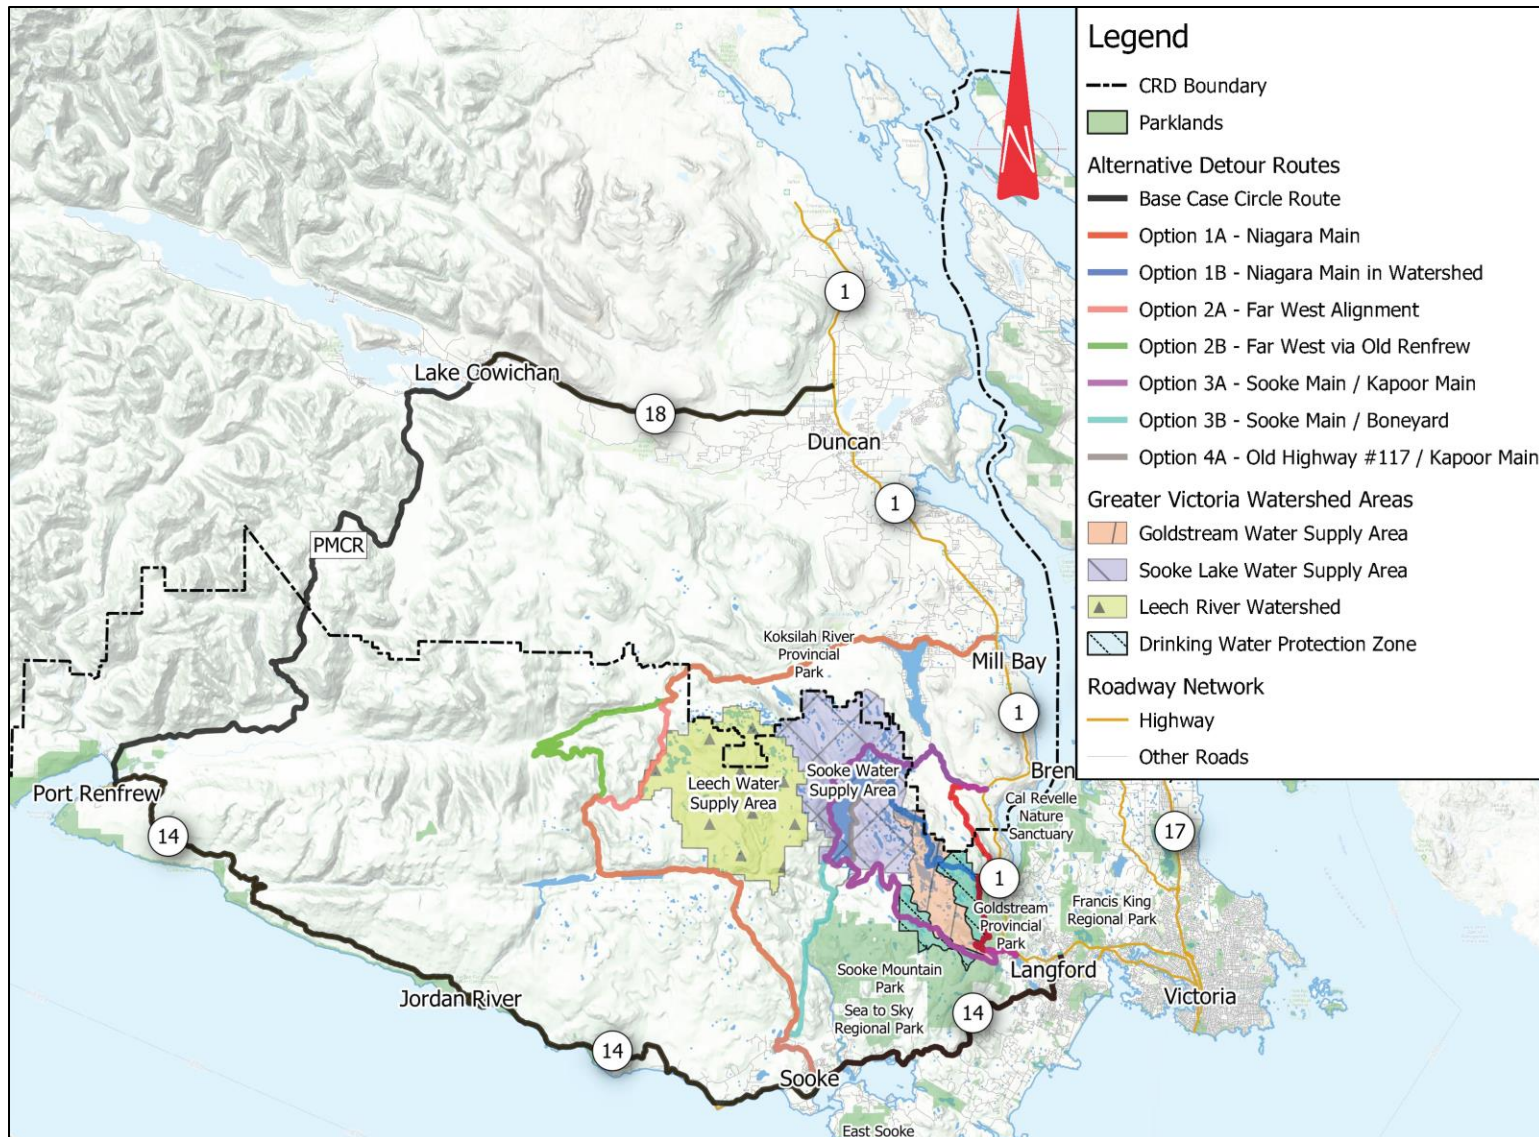 Legend
CRD Boundary
Parklands
Alternative Detour Routes
Base Case Circle Route
Option 1A - Niagara Main
Option 1B - Niagara Main in Watershed
Option 2A - Far West Alignment
Option 2B - Far West via Old Renfrew
Option 3A - Sooke Main / Kapoor Main
Option 3B - Sooke Main / Boneyard
Option 4A - Old Highway #117 / Kapoor Main
Greater Victoria Watershed Areas
Goldstream Water Supply Area
Sooke Lake Water Supply Area
Leech River Watershed
Drinking Water Protection Zone
Roadway Network
Highway
Other Roads
N
1
Lake Cowichan
18
Duncan
1
PMCR
Koksilah River
Provincial
Park
Mill Bay
1
Port Renfrew
Leech Water
Supply Area
Sooke Water
Supply Area
Bren
Cal Revelle
Nature
Sanctuary
14
17
1
Goldstream
Provincial
Park
Francis King
Regional Park
Jordan River
Sooke Mountain
Park
Langford
Victoria
Sea to Sky
Regional Park
14
14
Sooke
East Sooke